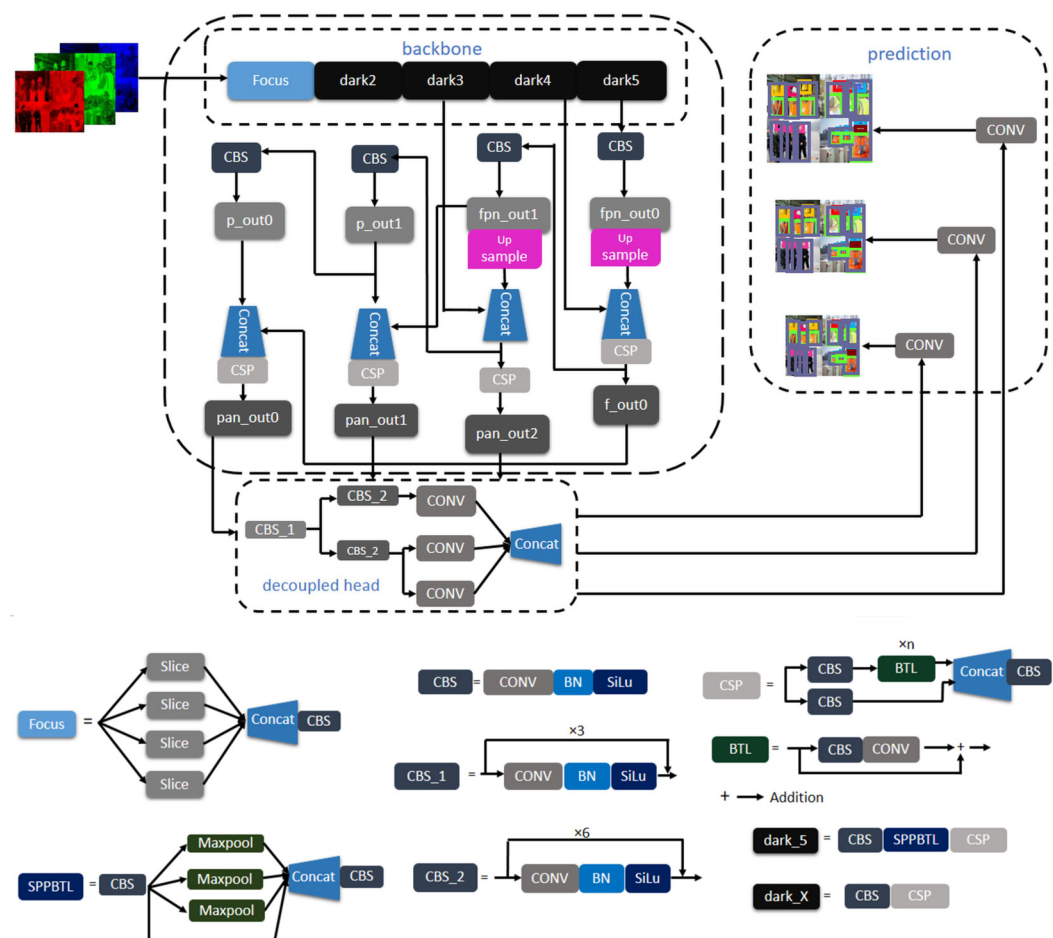 backbone
Focus dark2 dark3 dark4 dark5
CBS CBS CBS CBS
p_out0 p_out1 fpn_out1 fpn_out0
Up sample Up sample
Concat Concat Concat Concat
CSP CSP CSP CSP
pan_out0 pan_out1 pan_out2 f_out0
CBS_1 CBS_2 CONV
CBS_2 CONV Concat
CONV
decoupled head
prediction
CONV
CONV
CONV
Focus = Slice Slice Slice Slice Concat CBS
CBS = CONV BN SiLu
×3
CBS_1 = CONV BN SiLu
×6
CBS_2 = CONV BN SiLu
SPPBTL = CBS Maxpool Maxpool Maxpool Concat CBS
×n
CSP = CBS BTL CBS Concat CBS
BTL = CBS CONV +
+ Addition
dark_5 = CBS SPPBTL CSP
dark_X = CBS CSP